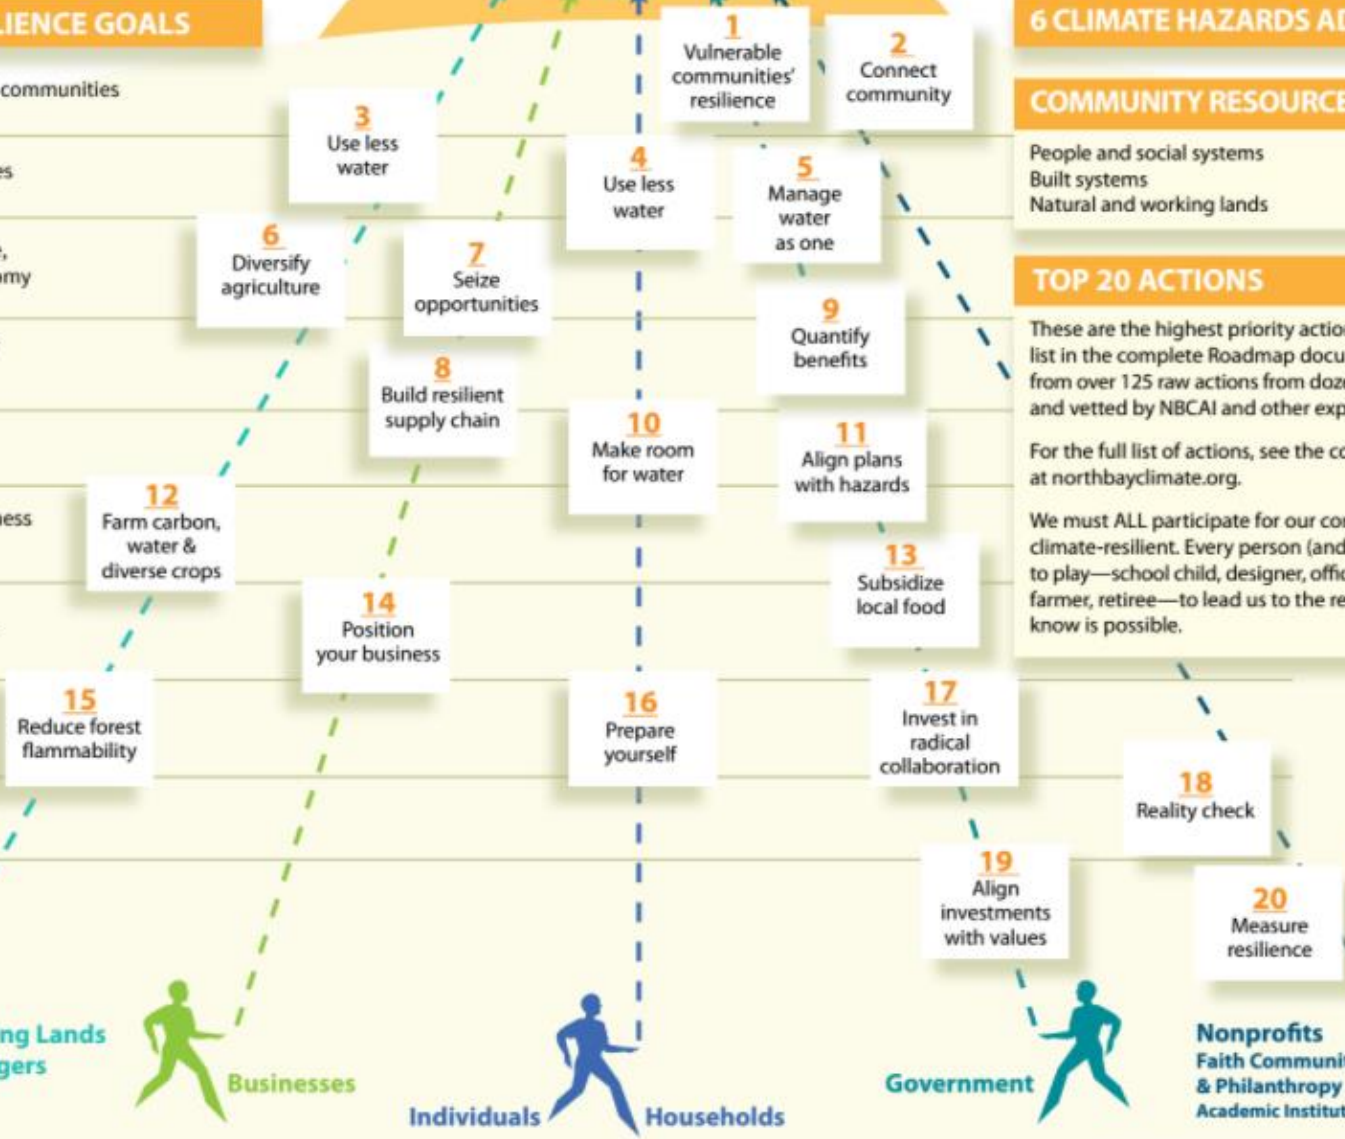 IENCE GOALS
communities
es
,
omy
ness
1
Vulnerable
communities'
resilience
2
Connect
community
3
Use less
water
4
Use less
water
5
Manage
water
as one
6
Diversify
agriculture
7
Seize
opportunities
8
Build resilient
supply chain
9
Quantify
benefits
10
Make room
for water
11
Align plans
with hazards
12
Farm carbon,
water &
diverse crops
13
Subsidize
local food
14
Position
your business
15
Reduce forest
flammability
16
Prepare
yourself
17
Invest in
radical
collaboration
18
Reality check
19
Align
investments
with values
20
Measure
resilience
6 CLIMATE HAZARDS AD
COMMUNITY RESOURCE
People and social systems
Built systems
Natural and working lands
TOP 20 ACTIONS
These are the highest priority action
list in the complete Roadmap docu
from over 125 raw actions from doze
and vetted by NBCAI and other exp
For the full list of actions, see the co
at northbayclimate.org.
We must ALL participate for our co
climate-resilient. Every person (and
to play—school child, designer, offic
farmer, retiree—to lead us to the re
know is possible.
ng Lands
gers
Businesses
Individuals
Households
Government
Nonprofits
Faith Communit
& Philanthropy
Academic Institut